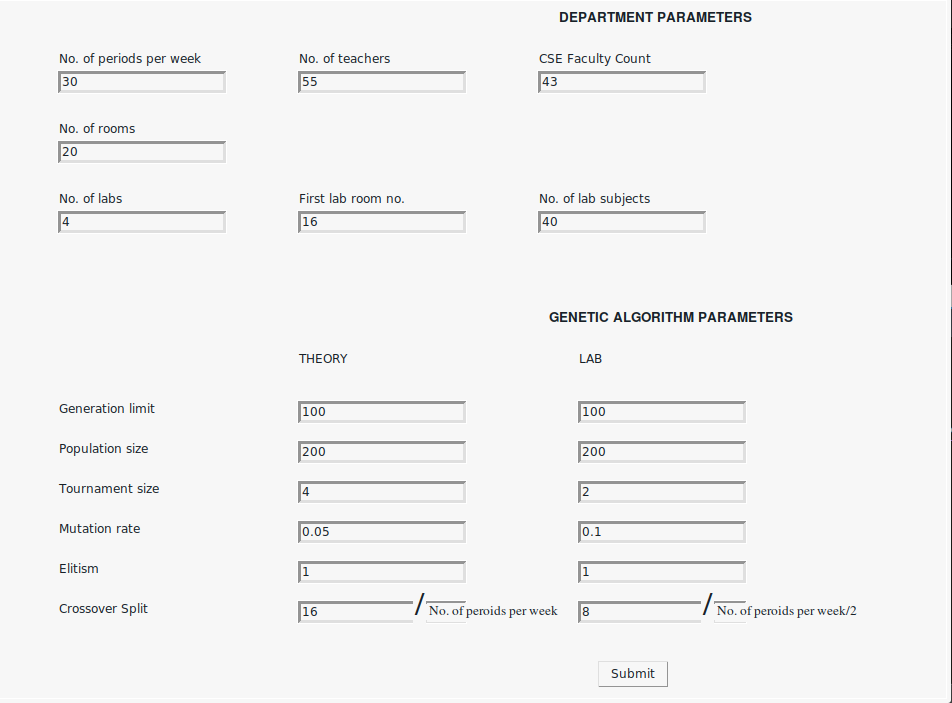 DEPARTMENT PARAMETERS
No. of periods per week No. of teachers CSE Faculty Count
30 55 43
No. of rooms
20
No. of labs First lab room no. No. of lab subjects
4 16 40
GENETIC ALGORITHM PARAMETERS
THEORY LAB
Generation limit 100 100
Population size 200 200
Tournament size 4 2
Mutation rate 0.05 0.1
Elitism 1 1
Crossover Split 16 / No. of peroids per week 8 / No. of peroids per week/2
Submit